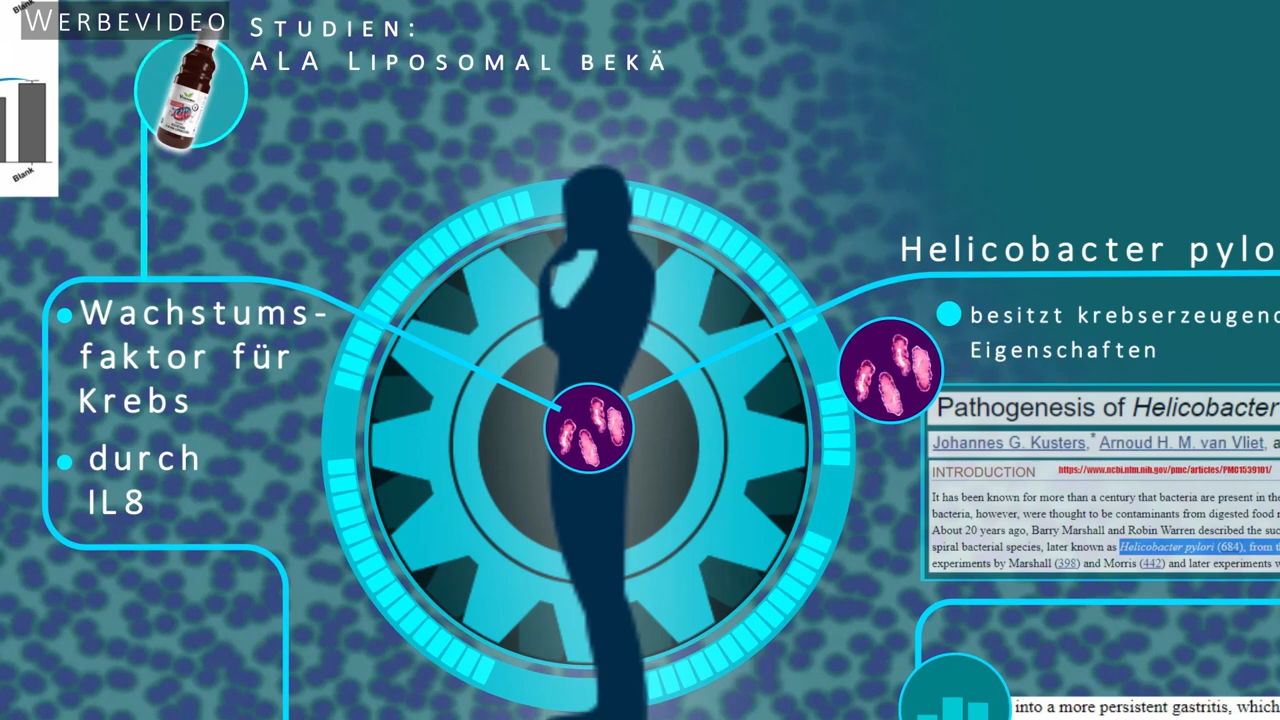 Blank
WERBEVIDEO
STUDIEN:
ALA LIPOSOMAL BEKÄ
Blank
Wachstums-
faktor für
Krebs
durch
IL8
Helicobacter pylo
besitzt krebserzeugend
Eigenschaften
Pathogenesis of Helicobacter
Johannes G. Kusters,* Arnoud H. M. van Vliet, a
INTRODUCTION https://www.ncbi.nlm.nih.gov/pmc/articles/PMC1539101/
It has been known for more than a century that bacteria are present in the
bacteria, however, were thought to be contaminants from digested food
About 20 years ago, Barry Marshall and Robin Warren described the suc
spiral bacterial species, later known as Helicobacter pylori (684), from t
experiments by Marshall (398) and Morris (442) and later experiments w
into a more persistent gastritis, which